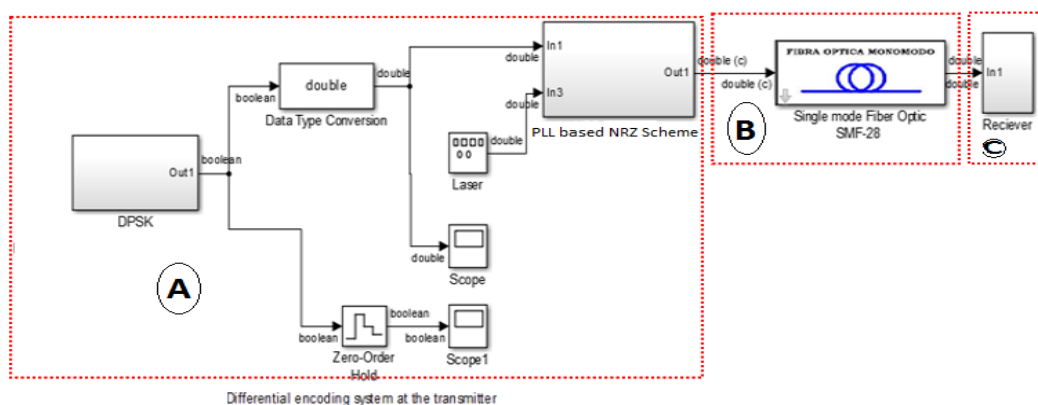 DPSK
Out1
boolean
boolean
double
Data Type Conversion
double
double
In1
In3
Out1
double
double
PLL based NRZ Scheme
Laser
double
Scope
boolean
Zero-Order
Hold
boolean
boolean
Scope1
A
Differential encoding system at the transmitter
double (c)
double (c)
B
FIBRA OPTICA MONOMODO
Single mode Fiber Optic
SMF-28
double
double
In1
Reciever
C